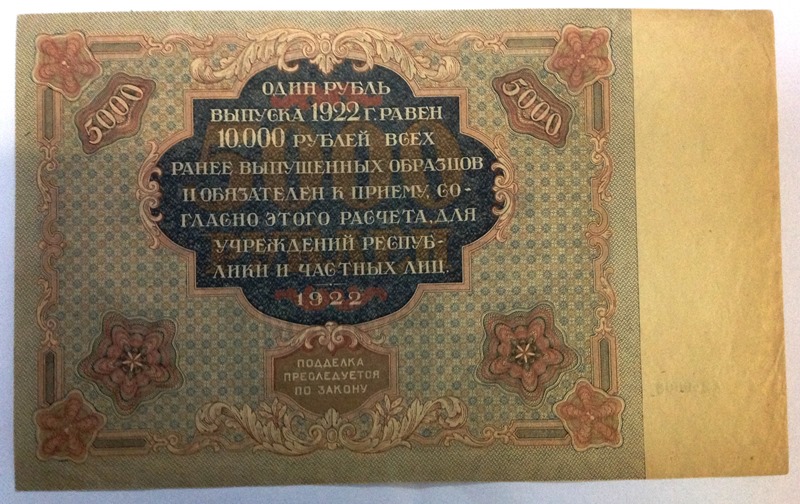 5000
5000
ОДИН РУБЛЬ
ВЫПУСКА 1922 Г. РАВЕН
10.000 РУБЛЕЙ ВСЕХ
РАНЕЕ ВЫПУЩЕННЫХ ОБРАЗЦОВ
И ОБЯЗАТЕЛЕН К ПРИЕМУ, СО-
ГЛАСНО ЭТОГО РАСЧЕТА, ДЛЯ
УЧРЕЖДЕНИЙ РЕСПУБ-
ЛИКИ И ЧАСТНЫХ ЛИЦ.
1922
ПОДДЕЛКА
ПРЕСЛЕДУЕТСЯ
ПО ЗАКОНУ